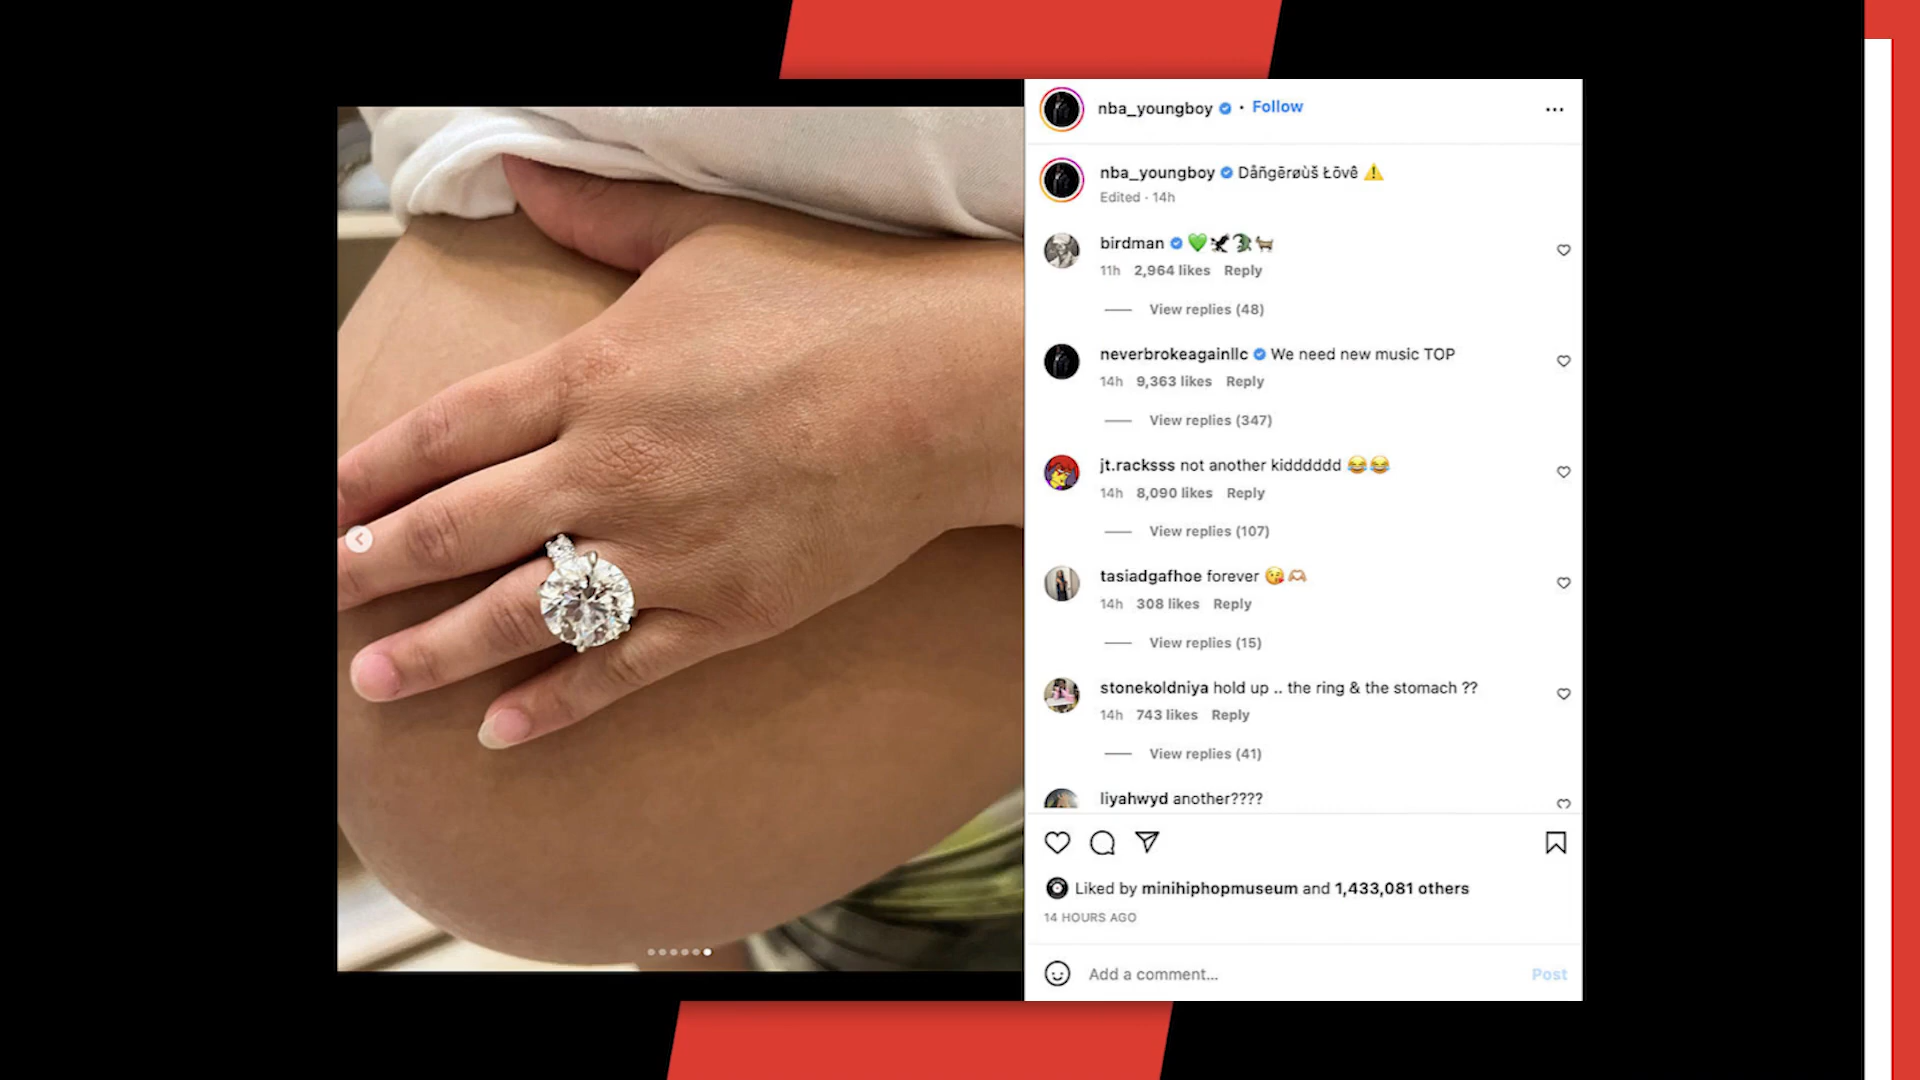 nba_youngboy • Follow
nba_youngboy Dåñgērøùš Łōvê ⚠️
Edited · 14h
birdman 💚🦅🐊🐐
11h 2,964 likes Reply
View replies (48)
neverbrokeagainllc We need new music TOP
14h 9,363 likes Reply
View replies (347)
jt.racksss not another kidddddd 😂😂
14h 8,090 likes Reply
View replies (107)
tasiadgafhoe forever 😘🫶🏽
14h 308 likes Reply
View replies (15)
stonekoldniya hold up .. the ring & the stomach ??
14h 743 likes Reply
View replies (41)
liyahwyd another????
Liked by minihiphopmuseum and 1,433,081 others
14 HOURS AGO
Add a comment...
Post